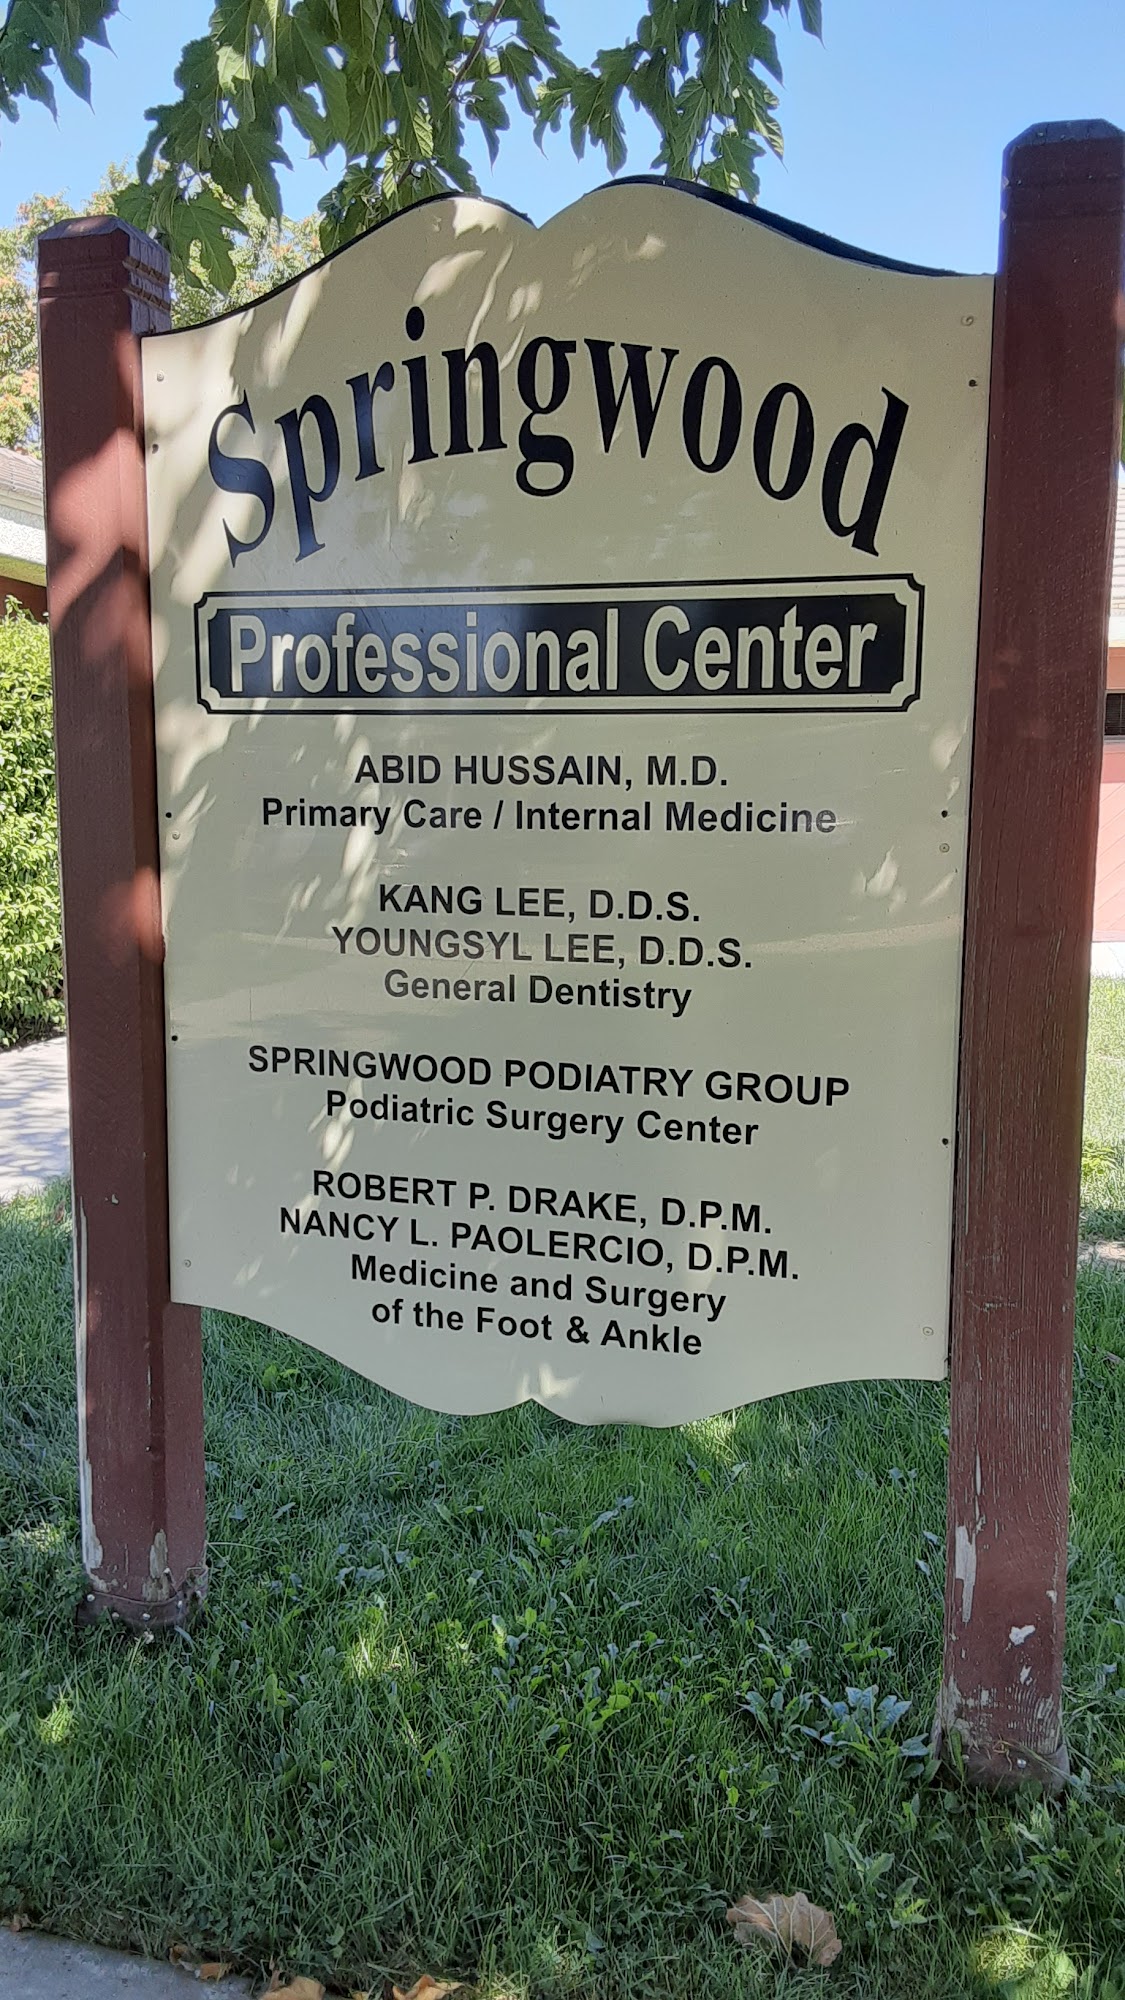 Springwood
Professional Center
ABID HUSSAIN, M.D.
Primary Care / Internal Medicine
KANG LEE, D.D.S.
YOUNGSYL LEE, D.D.S.
General Dentistry
SPRINGWOOD PODIATRY GROUP
Podiatric Surgery Center
ROBERT P. DRAKE, D.P.M.
NANCY L. PAOLERCIO, D.P.M.
Medicine and Surgery
of the Foot & Ankle